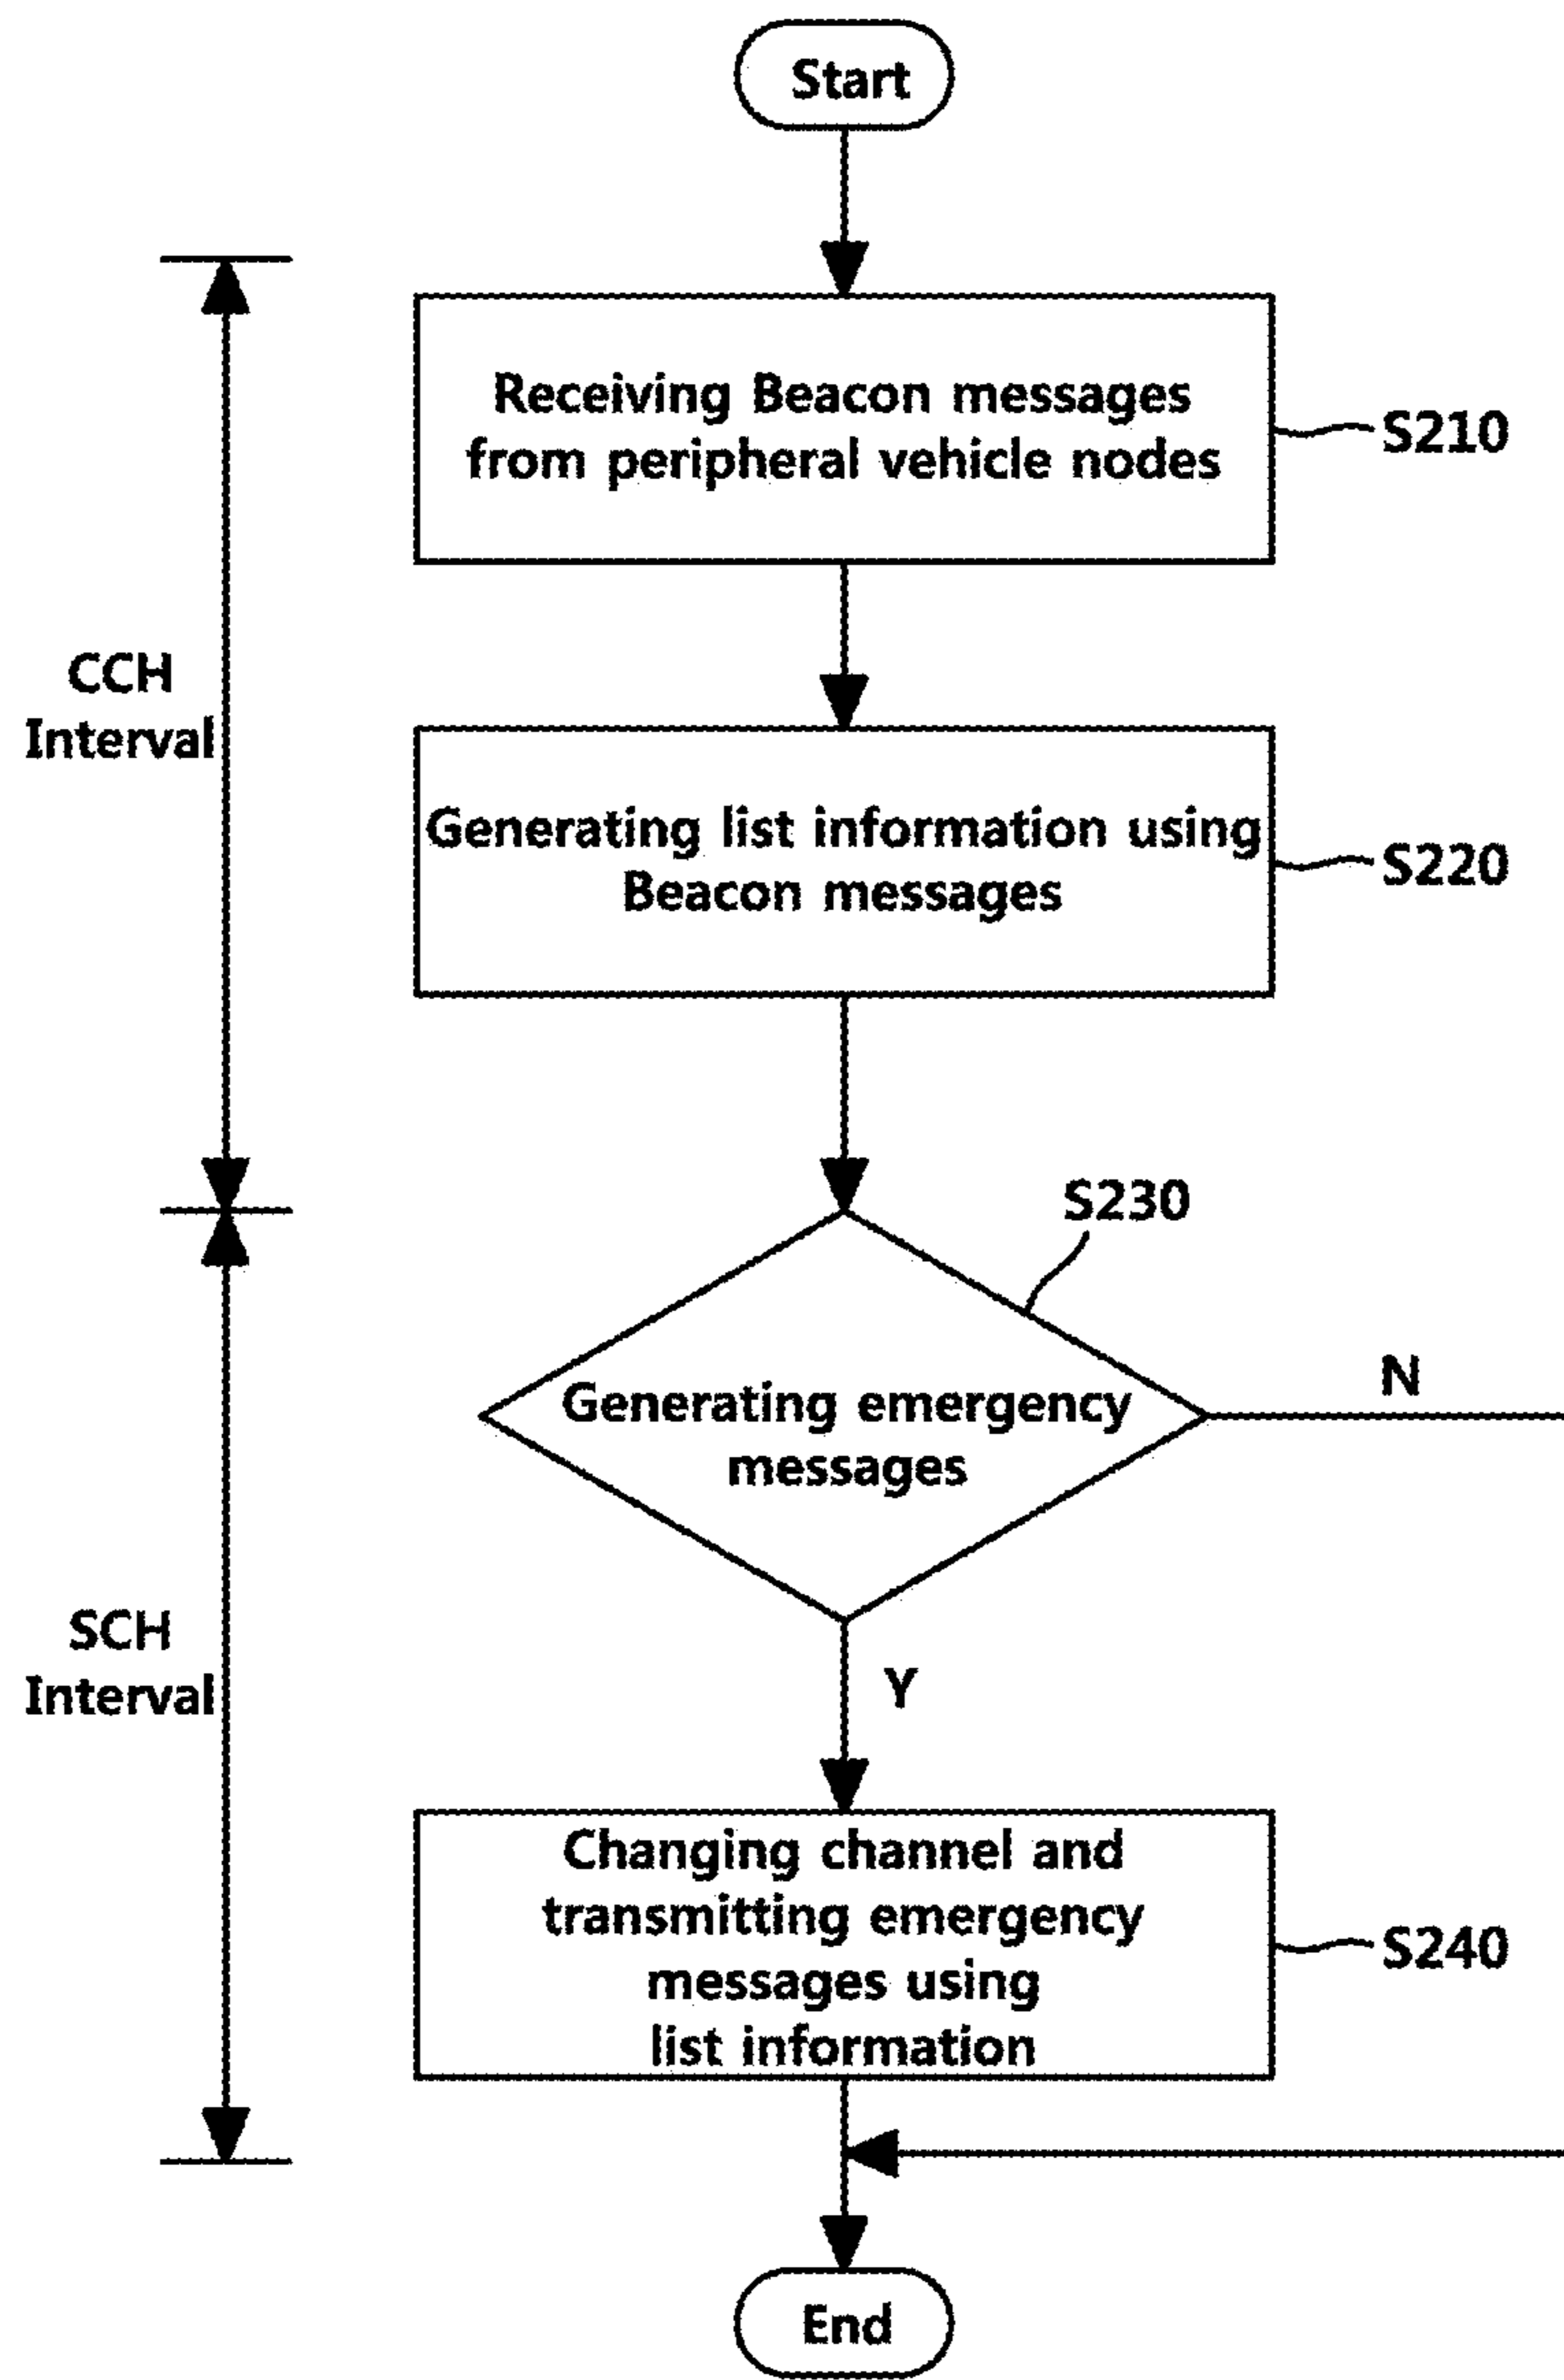 Start
Receiving Beacon messages
from peripheral vehicle nodes
S210
CCH
Interval
Generating list information using
Beacon messages
S220
S230
Generating emergency
messages
N
SCH
Interval
Y
Changing channel and
transmitting emergency
messages using
list information
S240
End